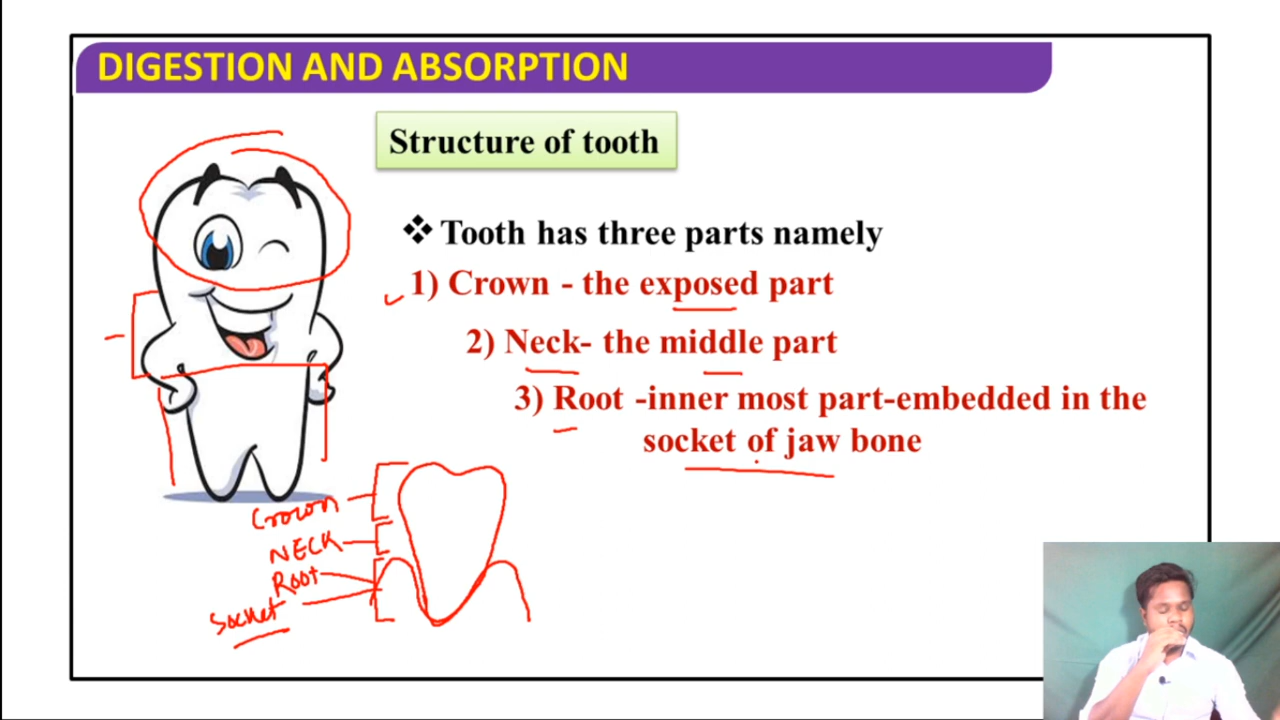 DIGESTION AND ABSORPTION
Structure of tooth
❖ Tooth has three parts namely
1) Crown - the exposed part
2) Neck- the middle part
3) Root -inner most part-embedded in the
socket of jaw bone
Crown
NECK
Root
Socket